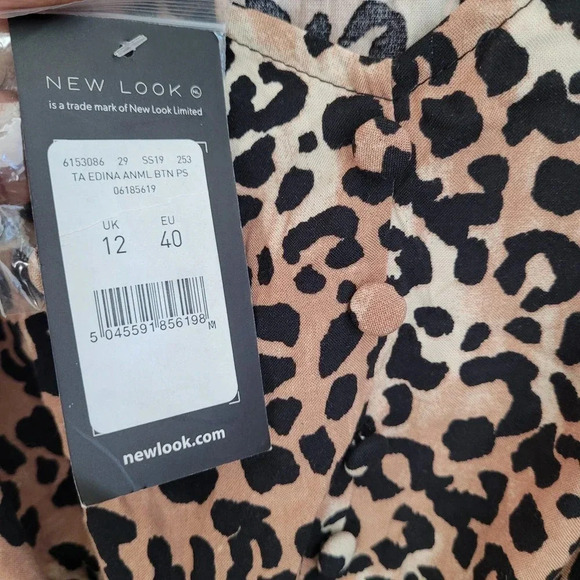 NEW LOOK NL
is a trade mark of New Look Limited
6153086 29 SS19 253
TA EDINA ANML BTN PS
06185619
UK EU
12 40
5 045591 856198 M
newlook.com